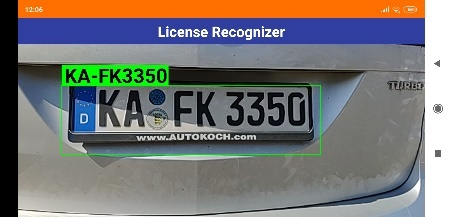 12:06
License Recognizer
KA-FK3350
TURBO
D KA FK 3350
www.AUTOKOCH.com